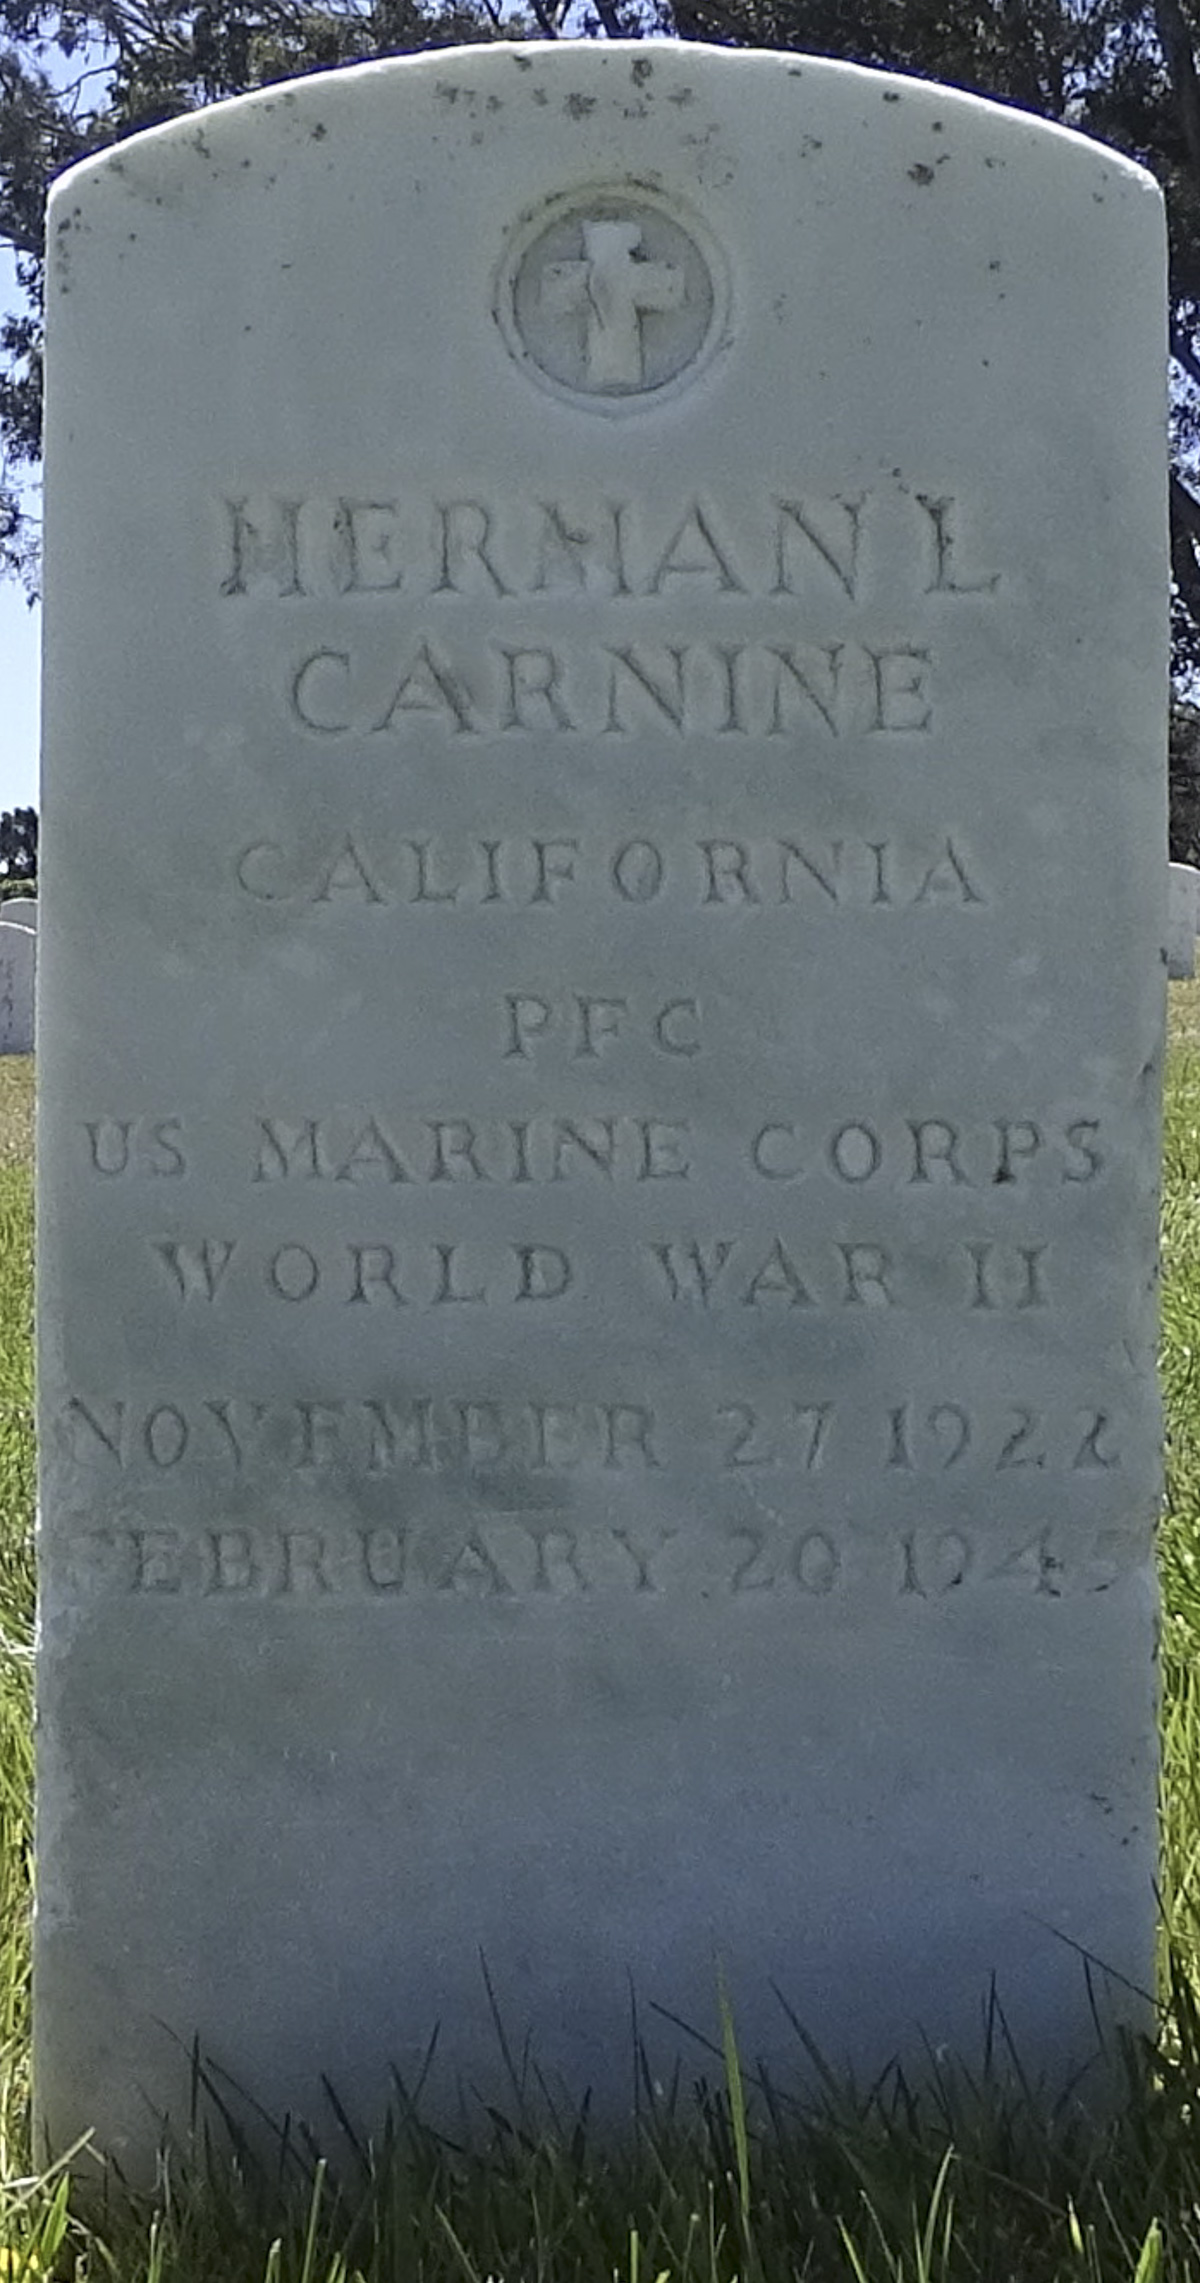 HERMAN L
CARNINE
CALIFORNIA
PFC
US MARINE CORPS
WORLD WAR II
NOVEMBER 27 1922
FEBRUARY 20 1945